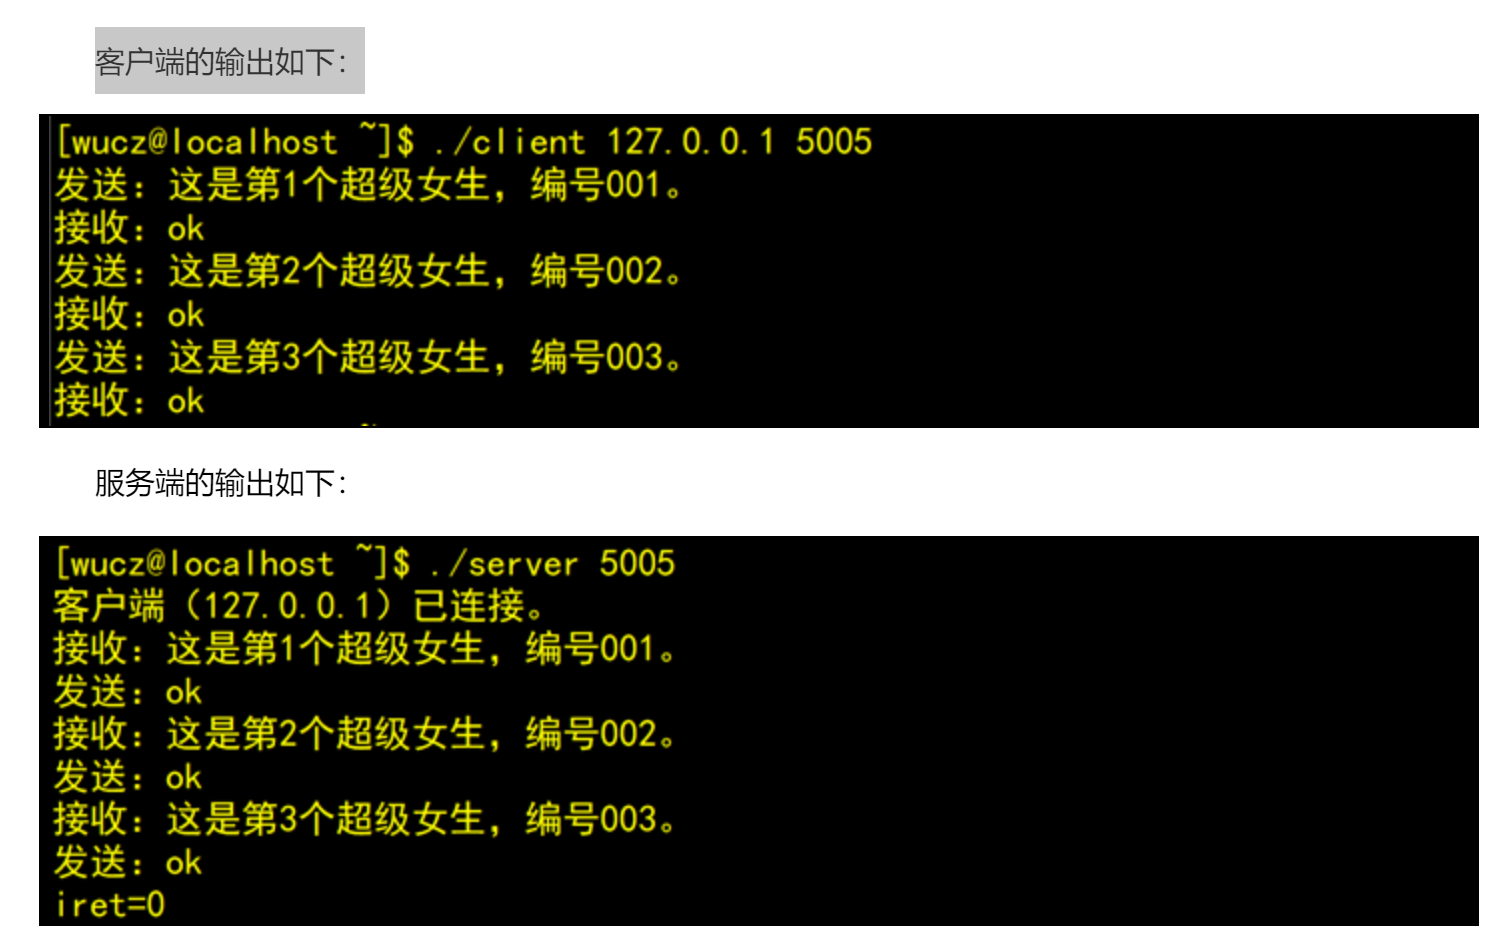 客户端的输出如下：
[wucz@localhost ~]$ ./client 127.0.0.1 5005
发送：这是第1个超级女生，编号001。
接收：ok
发送：这是第2个超级女生，编号002。
接收：ok
发送：这是第3个超级女生，编号003。
接收：ok
服务端的输出如下：
[wucz@localhost ~]$ ./server 5005
客户端（127.0.0.1）已连接。
接收：这是第1个超级女生，编号001。
发送：ok
接收：这是第2个超级女生，编号002。
发送：ok
接收：这是第3个超级女生，编号003。
发送：ok
iret=0